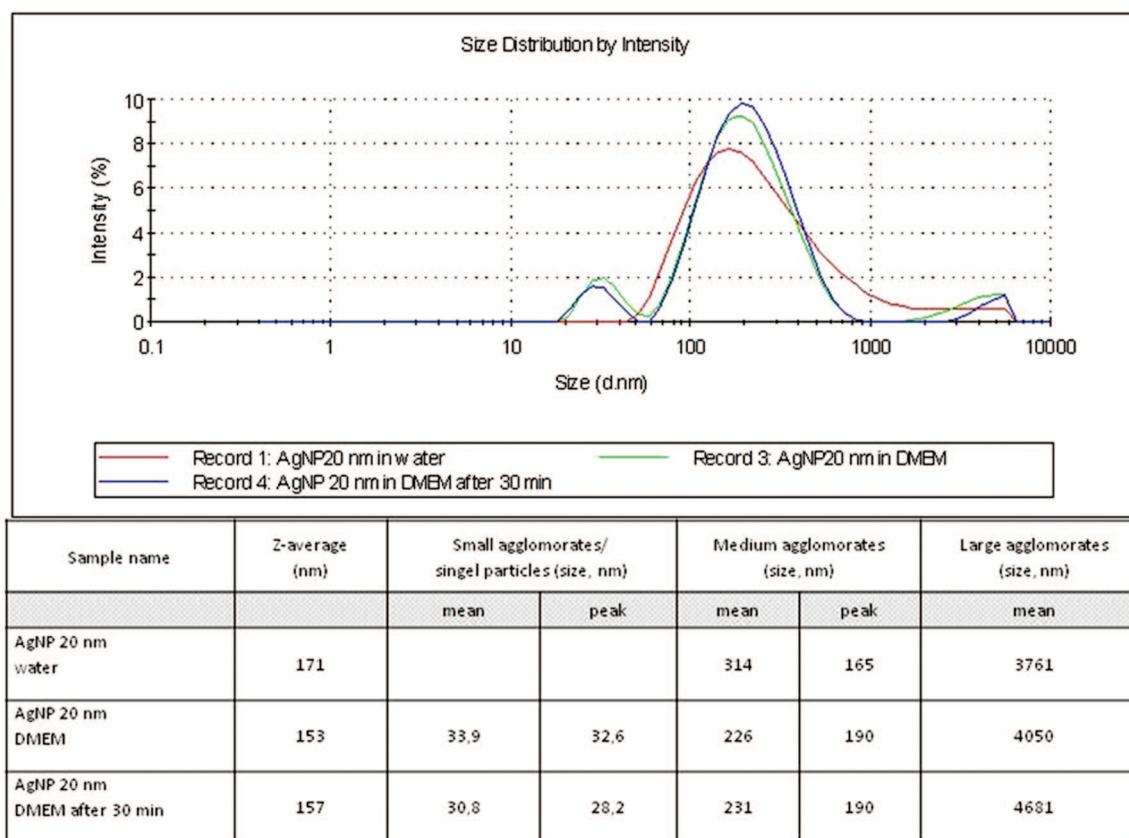 Size Distribution by Intensity
Intensity (%)
10
8
6
4
2
0
0.1 1 10 100 1000 10000
Size (d.nm)
Record 1: AgNP20 nm in water Record 3: AgNP20 nm in DMEM
Record 4: AgNP 20 nm in DMEM after 30 min
Sample name Z-average (nm) Small agglomorates/ singel particles (size, nm) Medium agglomorates (size, nm) Large agglomorates (size, nm)
mean peak mean peak mean
AgNP 20 nm
water 171 314 165 3761
AgNP 20 nm
DMEM 153 33,9 32,6 226 190 4050
AgNP 20 nm
DMEM after 30 min 157 30,8 28,2 231 190 4681